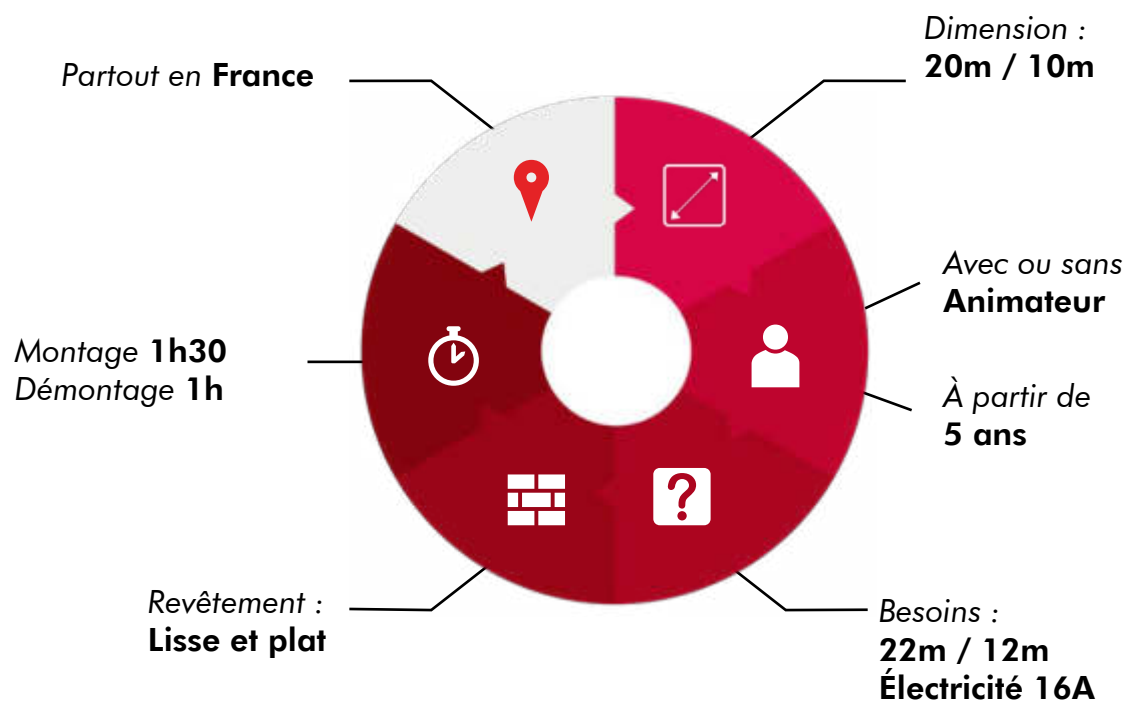 Partout en France
Dimension :
20m / 10m
Avec ou sans
Animateur
À partir de
5 ans
Montage 1h30
Démontage 1h
?
Revêtement :
Lisse et plat
Besoins :
22m / 12m
Électricité 16A